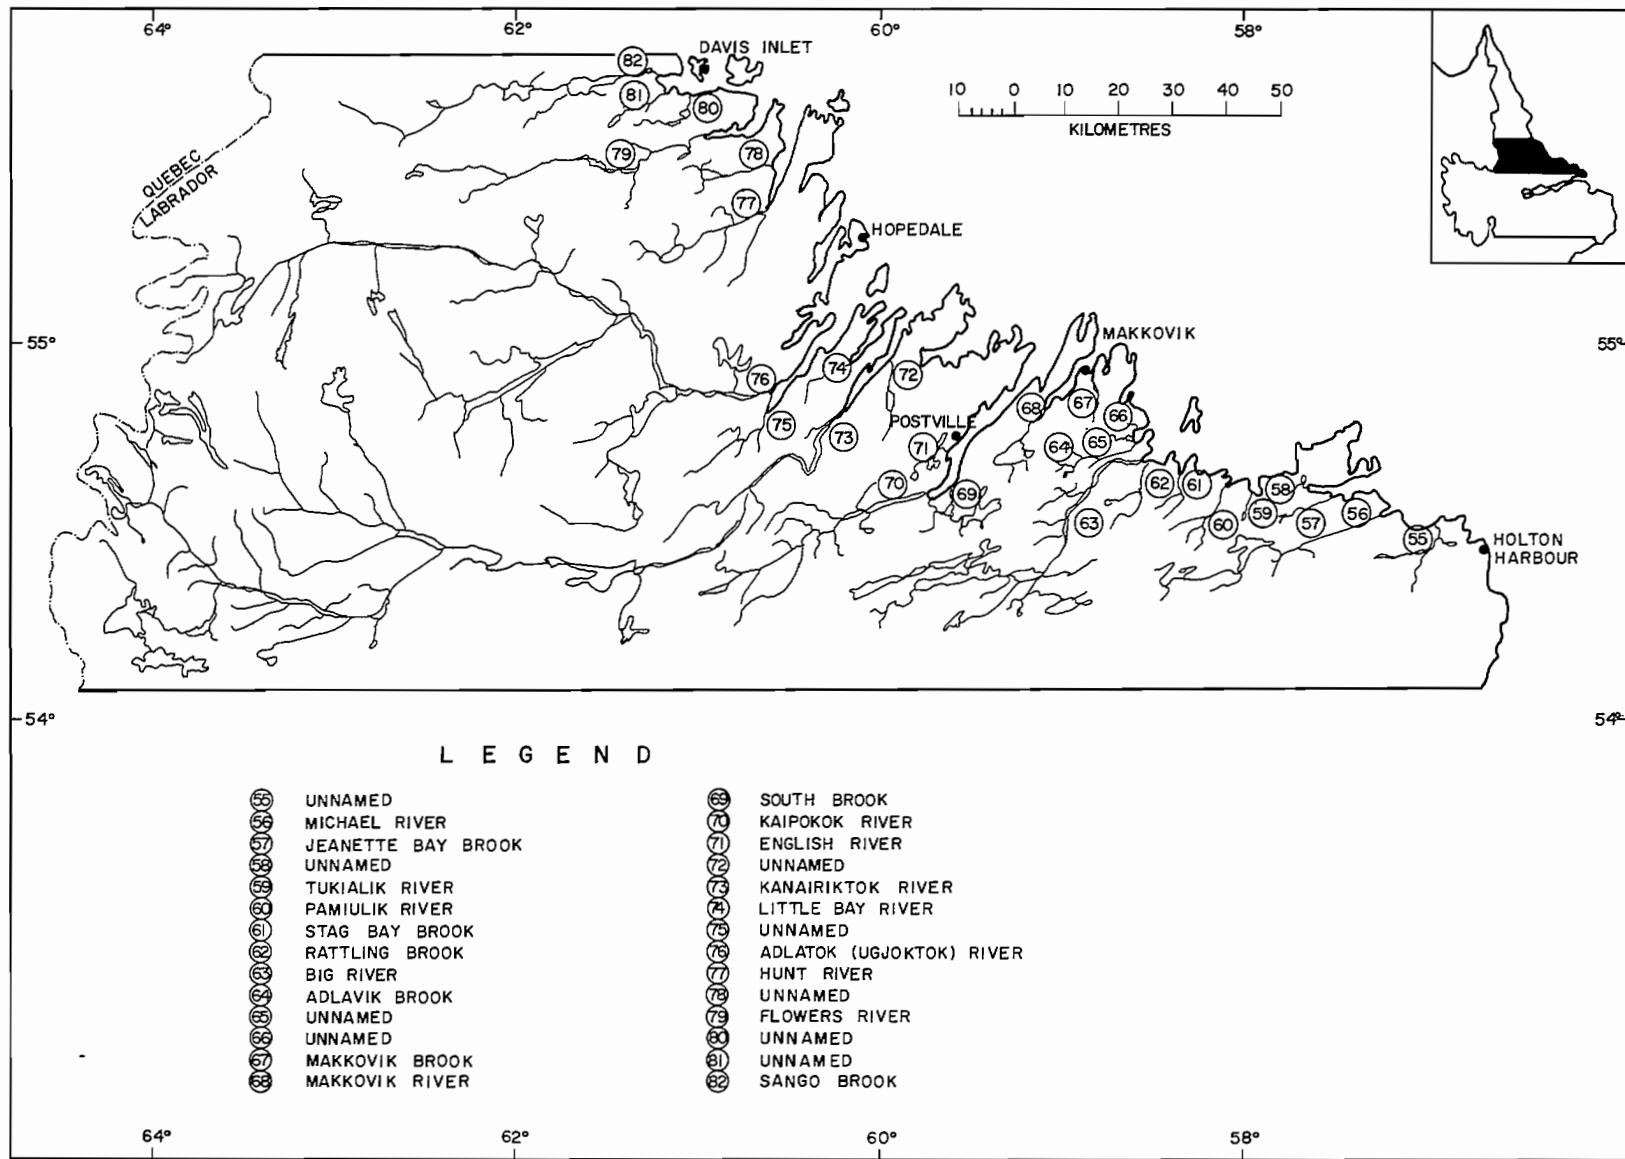 64° 62° 60° 58°
82 DAVIS INLET
81 80
10 0 10 20 30 40 50
KILOMETRES
79 78
QUEBEC
LABRADOR
77
HOPEDALE
55° 55°
MAKKOVIK
76 74 72
68 67 66
75 73 POSTVILLE
71 64 65
70 69 62 61 58
63 60 59 57 56
55 HOLTON
HARBOUR
54° 54°
LEGEND
55 UNNAMED
56 MICHAEL RIVER
57 JEANETTE BAY BROOK
58 UNNAMED
59 TUKIALIK RIVER
60 PAMIULIK RIVER
61 STAG BAY BROOK
62 RATTLING BROOK
63 BIG RIVER
64 ADLAVIK BROOK
65 UNNAMED
66 UNNAMED
67 MAKKOVIK BROOK
68 MAKKOVIK RIVER
69 SOUTH BROOK
70 KAIPOKOK RIVER
71 ENGLISH RIVER
72 UNNAMED
73 KANAIRIKTOK RIVER
74 LITTLE BAY RIVER
75 UNNAMED
76 ADLATOK (UGJOKTOK) RIVER
77 HUNT RIVER
78 UNNAMED
79 FLOWERS RIVER
80 UNNAMED
81 UNNAMED
82 SANGO BROOK
64° 62° 60° 58°